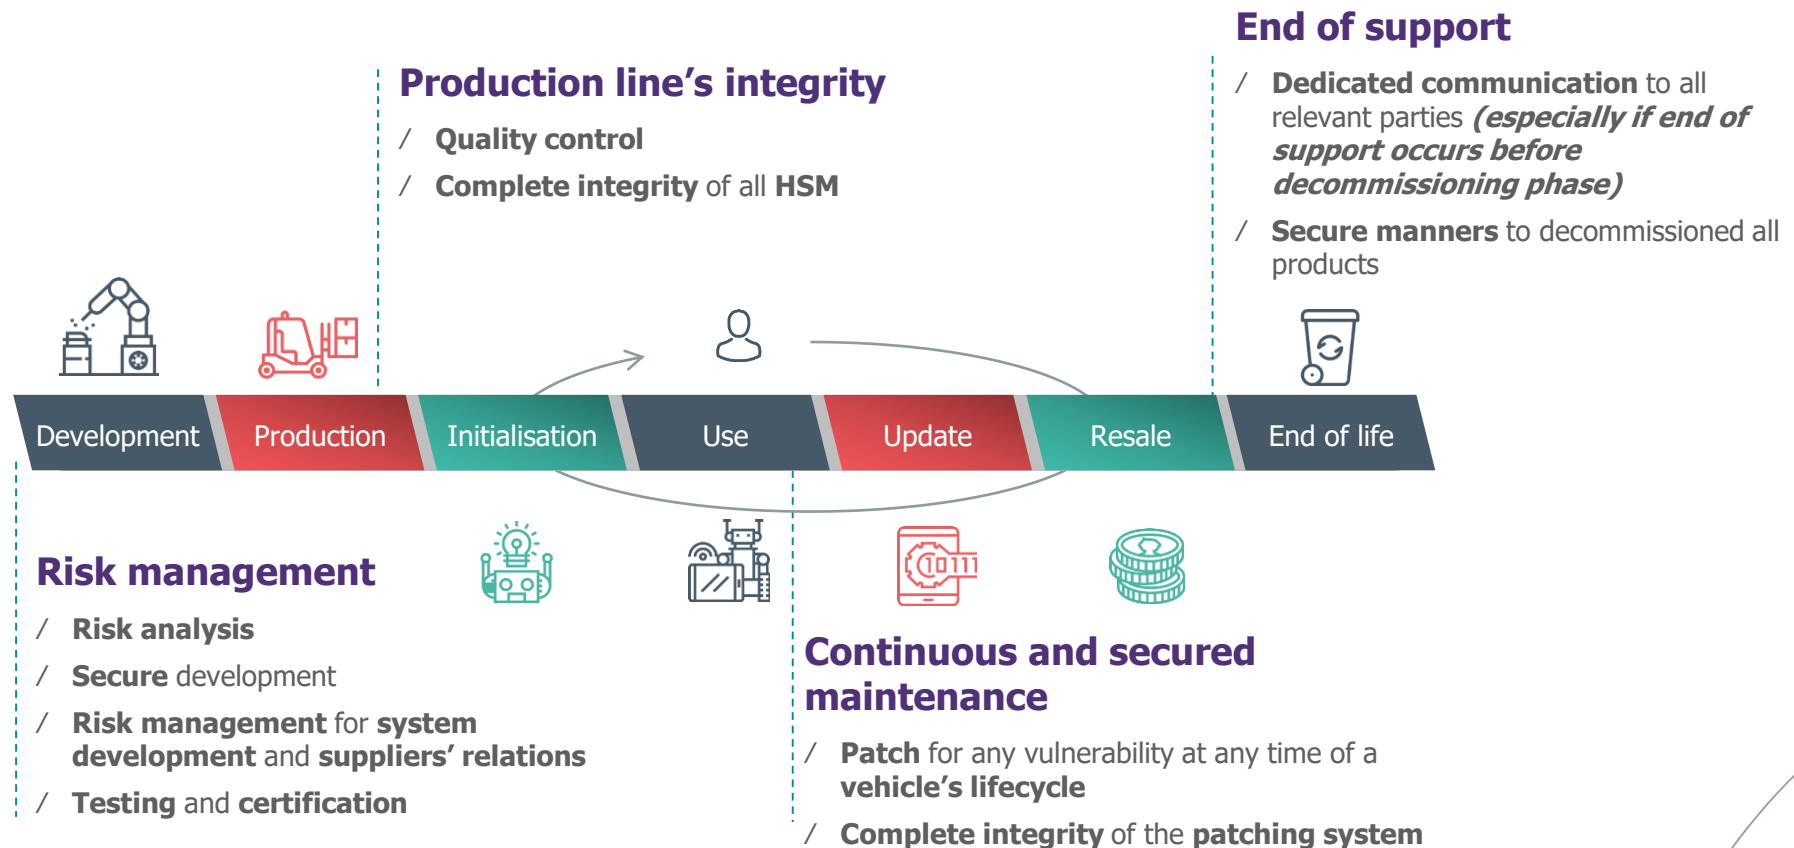 End of support
/ Dedicated communication to all
relevant parties (especially if end of
support occurs before
decommissioning phase)
/ Secure manners to decommissioned all
products
Production line’s integrity
/ Quality control
/ Complete integrity of all HSM
Development
Production
Initialisation
Use
Update
Resale
End of life
10111
Risk management
/ Risk analysis
/ Secure development
/ Risk management for system
development and suppliers’ relations
/ Testing and certification
Continuous and secured
maintenance
/ Patch for any vulnerability at any time of a
vehicle’s lifecycle
/ Complete integrity of the patching system